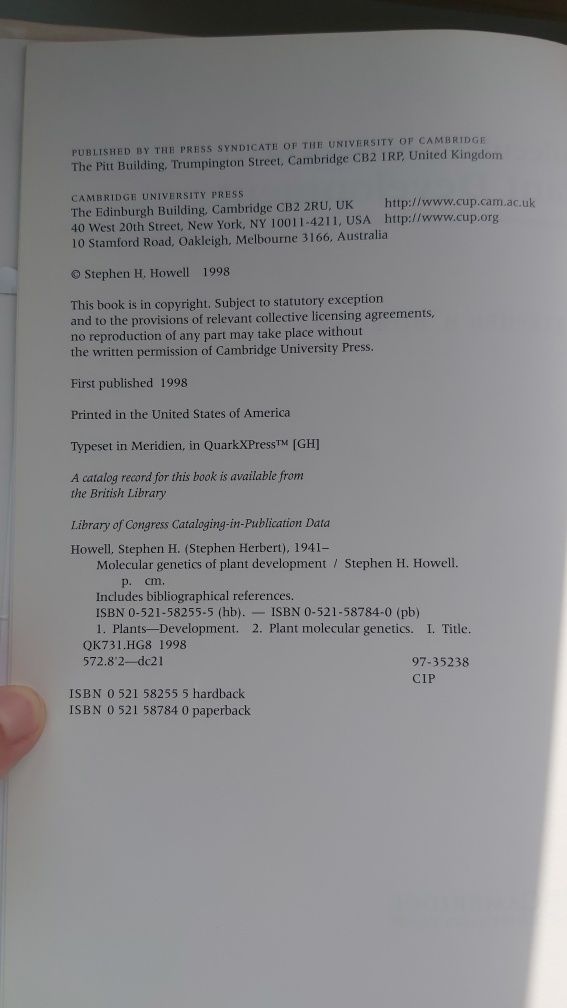 PUBLISHED BY THE PRESS SYNDICATE OF THE UNIVERSITY OF CAMBRIDGE
The Pitt Building, Trumpington Street, Cambridge CB2 1RP, United Kingdom
CAMBRIDGE UNIVERSITY PRESS
The Edinburgh Building, Cambridge CB2 2RU, UK http://www.cup.cam.ac.uk
40 West 20th Street, New York, NY 10011-4211, USA http://www.cup.org
10 Stamford Road, Oakleigh, Melbourne 3166, Australia
© Stephen H. Howell 1998
This book is in copyright. Subject to statutory exception
and to the provisions of relevant collective licensing agreements,
no reproduction of any part may take place without
the written permission of Cambridge University Press.
First published 1998
Printed in the United States of America
Typeset in Meridien, in QuarkXPress™ [GH]
A catalog record for this book is available from
the British Library
Library of Congress Cataloging-in-Publication Data
Howell, Stephen H. (Stephen Herbert), 1941–
Molecular genetics of plant development / Stephen H. Howell.
p. cm.
Includes bibliographical references.
ISBN 0-521-58255-5 (hb). — ISBN 0-521-58784-0 (pb)
1. Plants—Development. 2. Plant molecular genetics. I. Title.
QK731.HG8 1998
572.8'2—dc21 97-35238
CIP
ISBN 0 521 58255 5 hardback
ISBN 0 521 58784 0 paperback